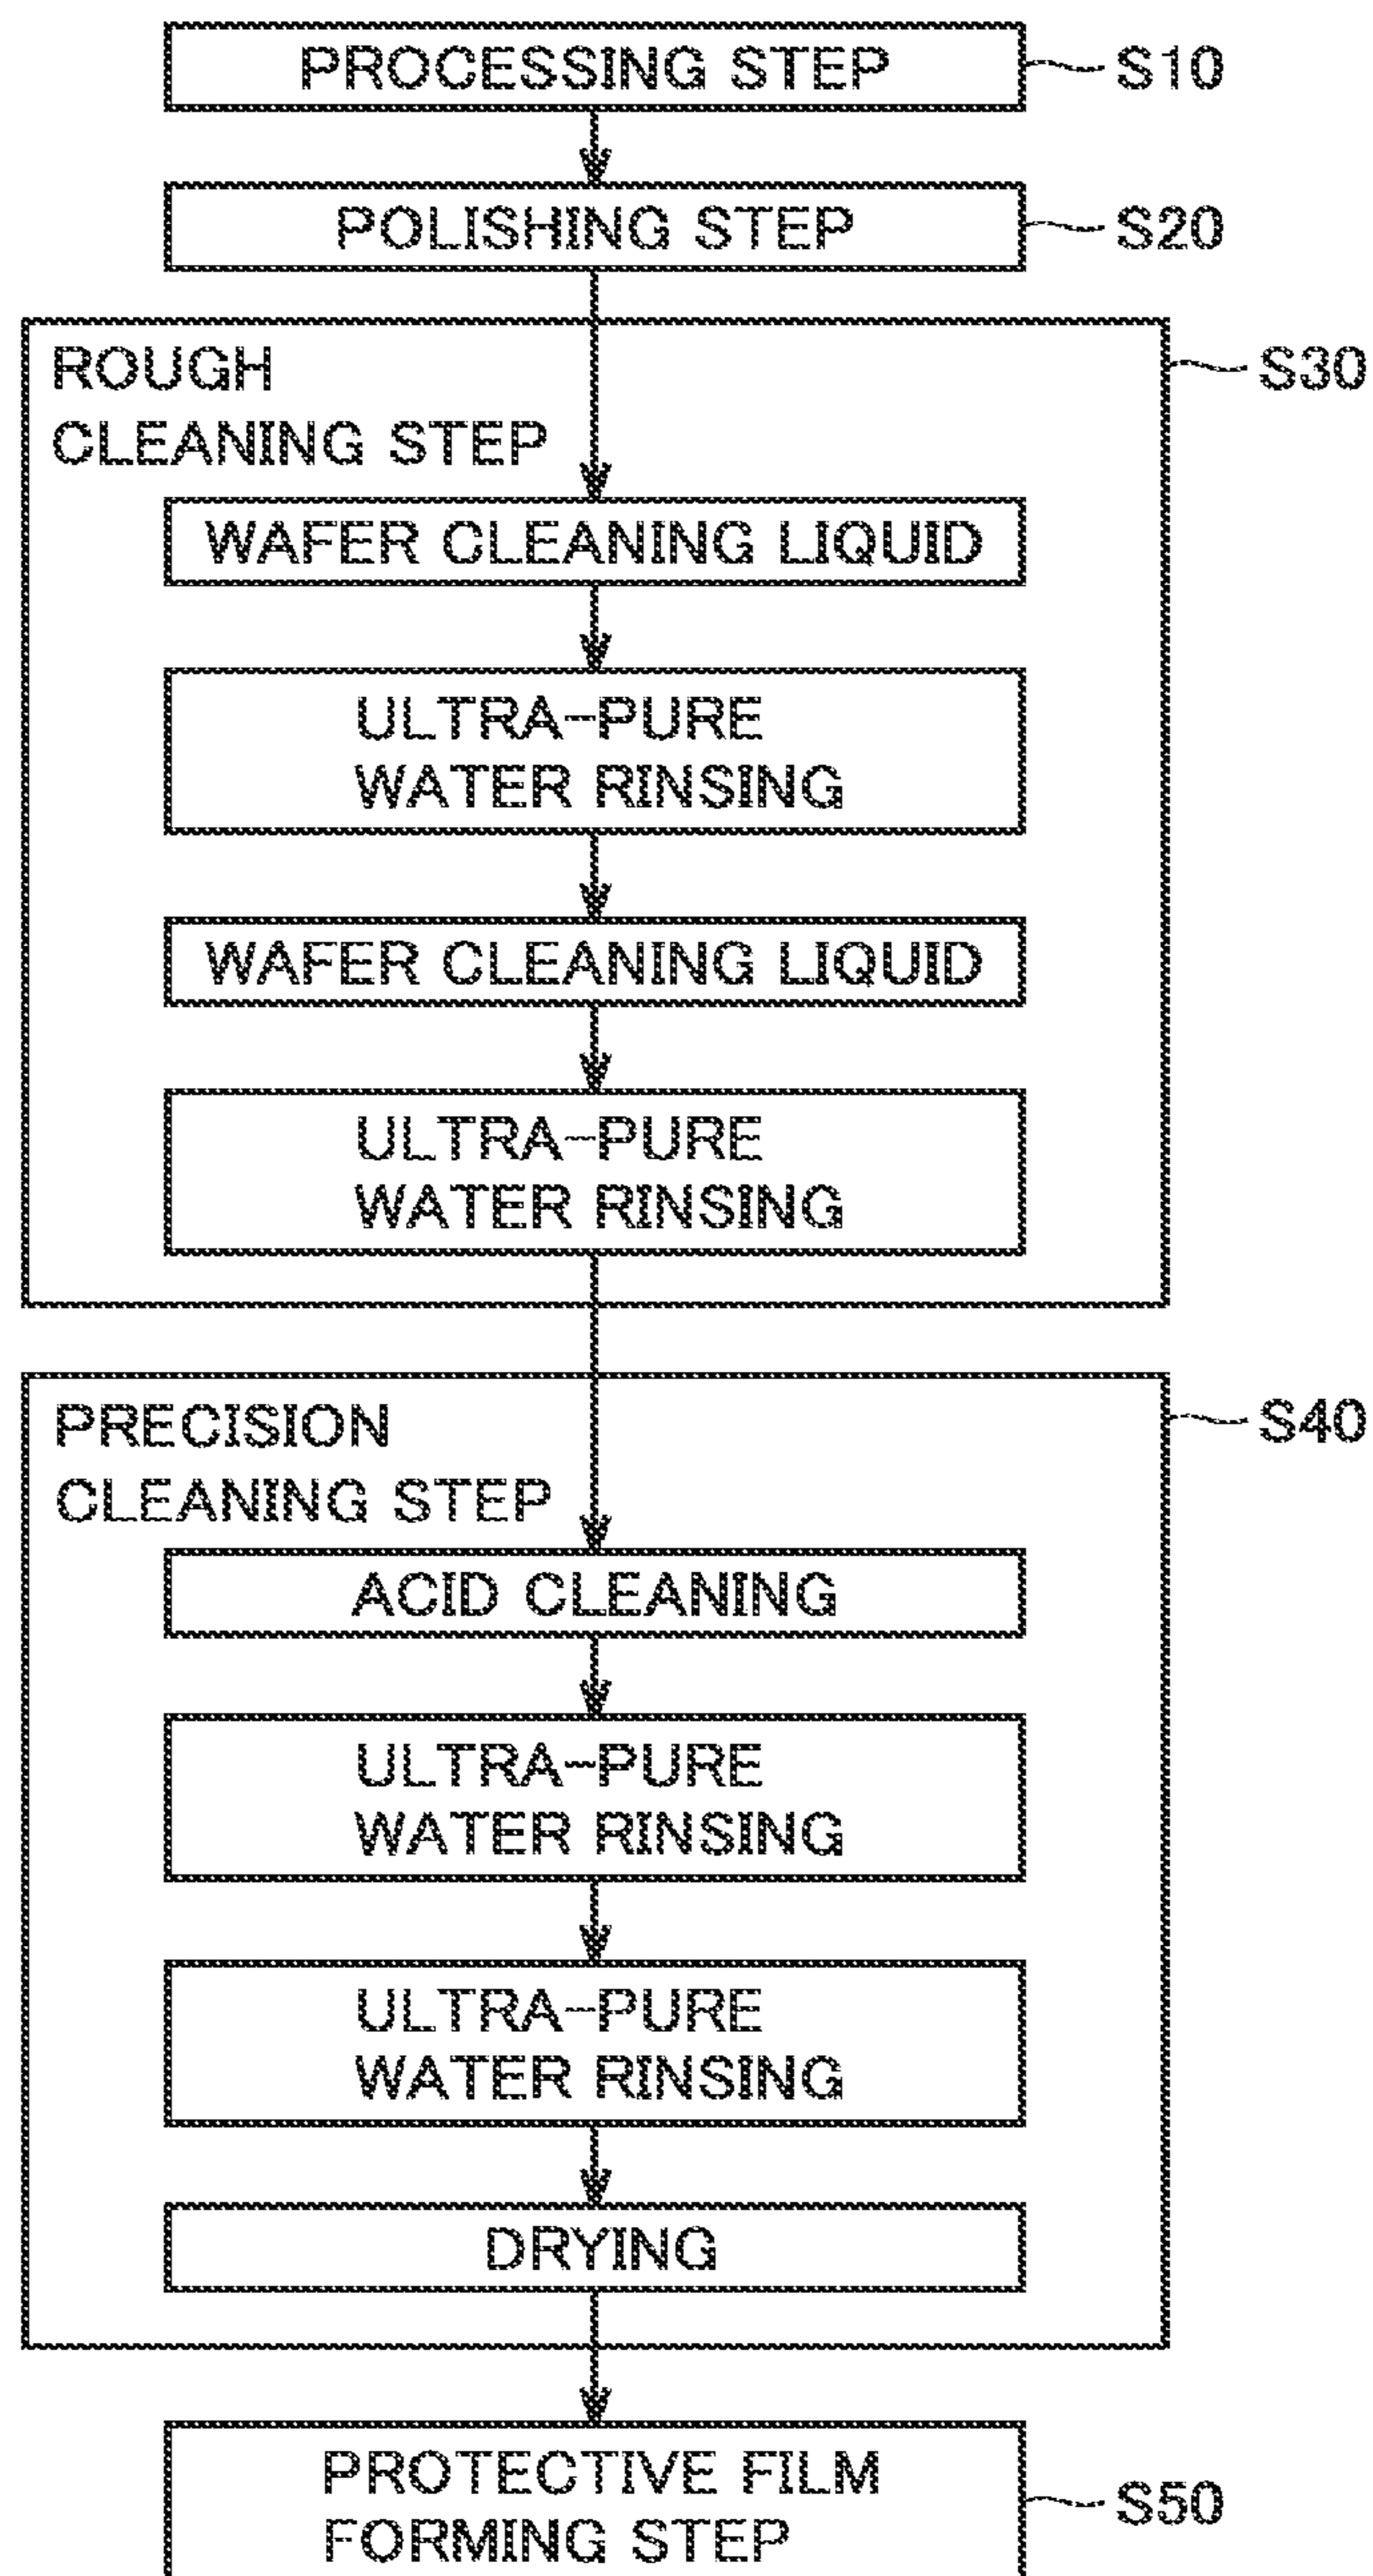 PROCESSING STEP
S10
POLISHING STEP
S20
ROUGH
CLEANING STEP
S30
WAFER CLEANING LIQUID
ULTRA-PURE
WATER RINSING
WAFER CLEANING LIQUID
ULTRA-PURE
WATER RINSING
PRECISION
CLEANING STEP
S40
ACID CLEANING
ULTRA-PURE
WATER RINSING
ULTRA-PURE
WATER RINSING
DRYING
PROTECTIVE FILM
FORMING STEP
S50